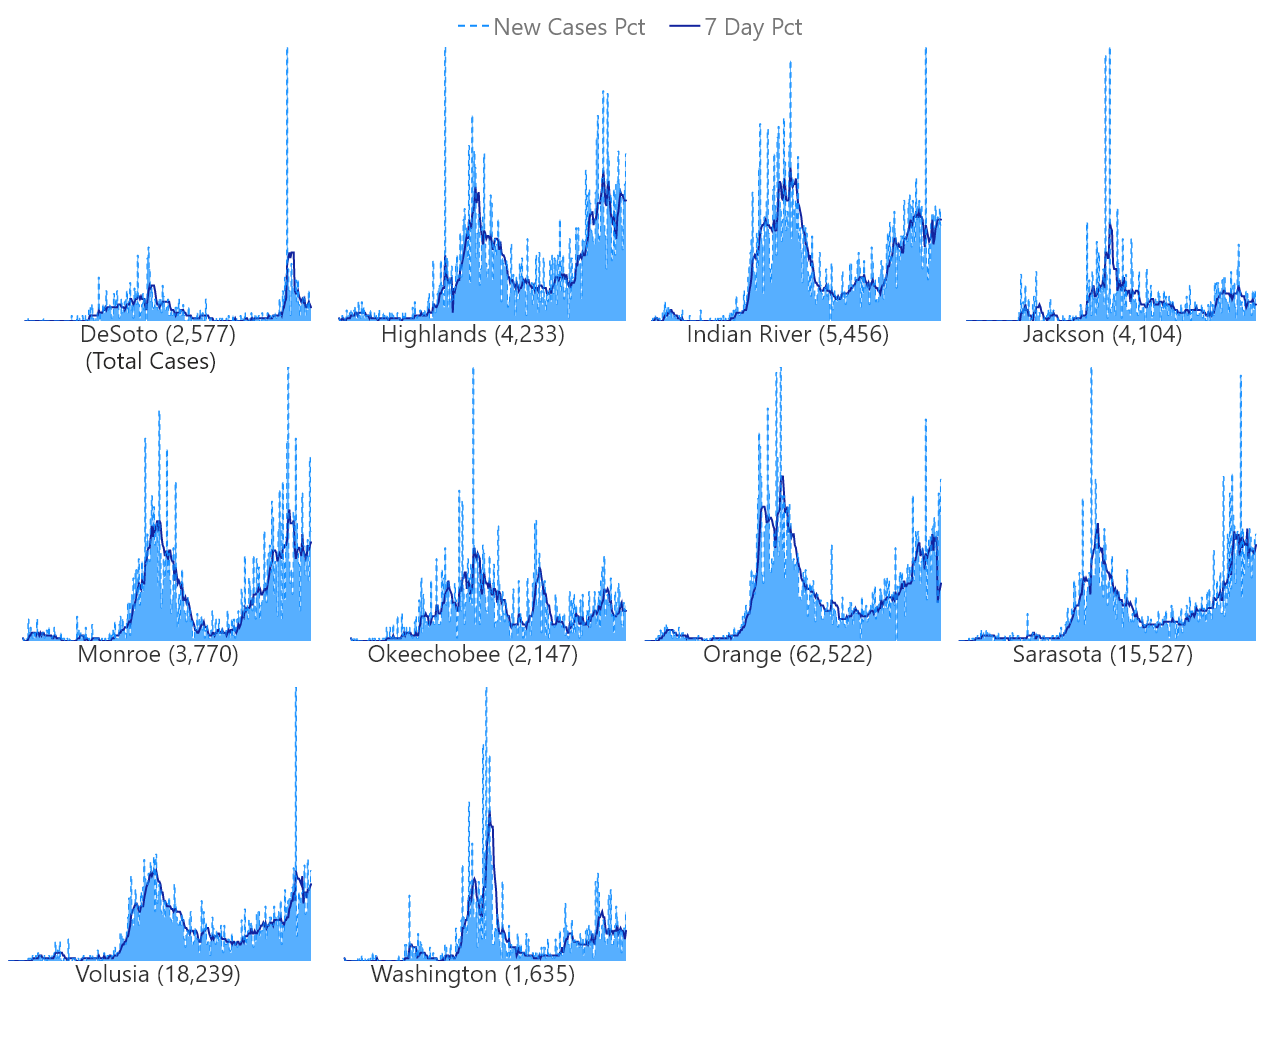 New Cases Pct 7 Day Pct
DeSoto (2,577) Highlands (4,233) Indian River (5,456) Jackson (4,104)
(Total Cases)
Monroe (3,770) Okeechobee (2,147) Orange (62,522) Sarasota (15,527)
Volusia (18,239) Washington (1,635)